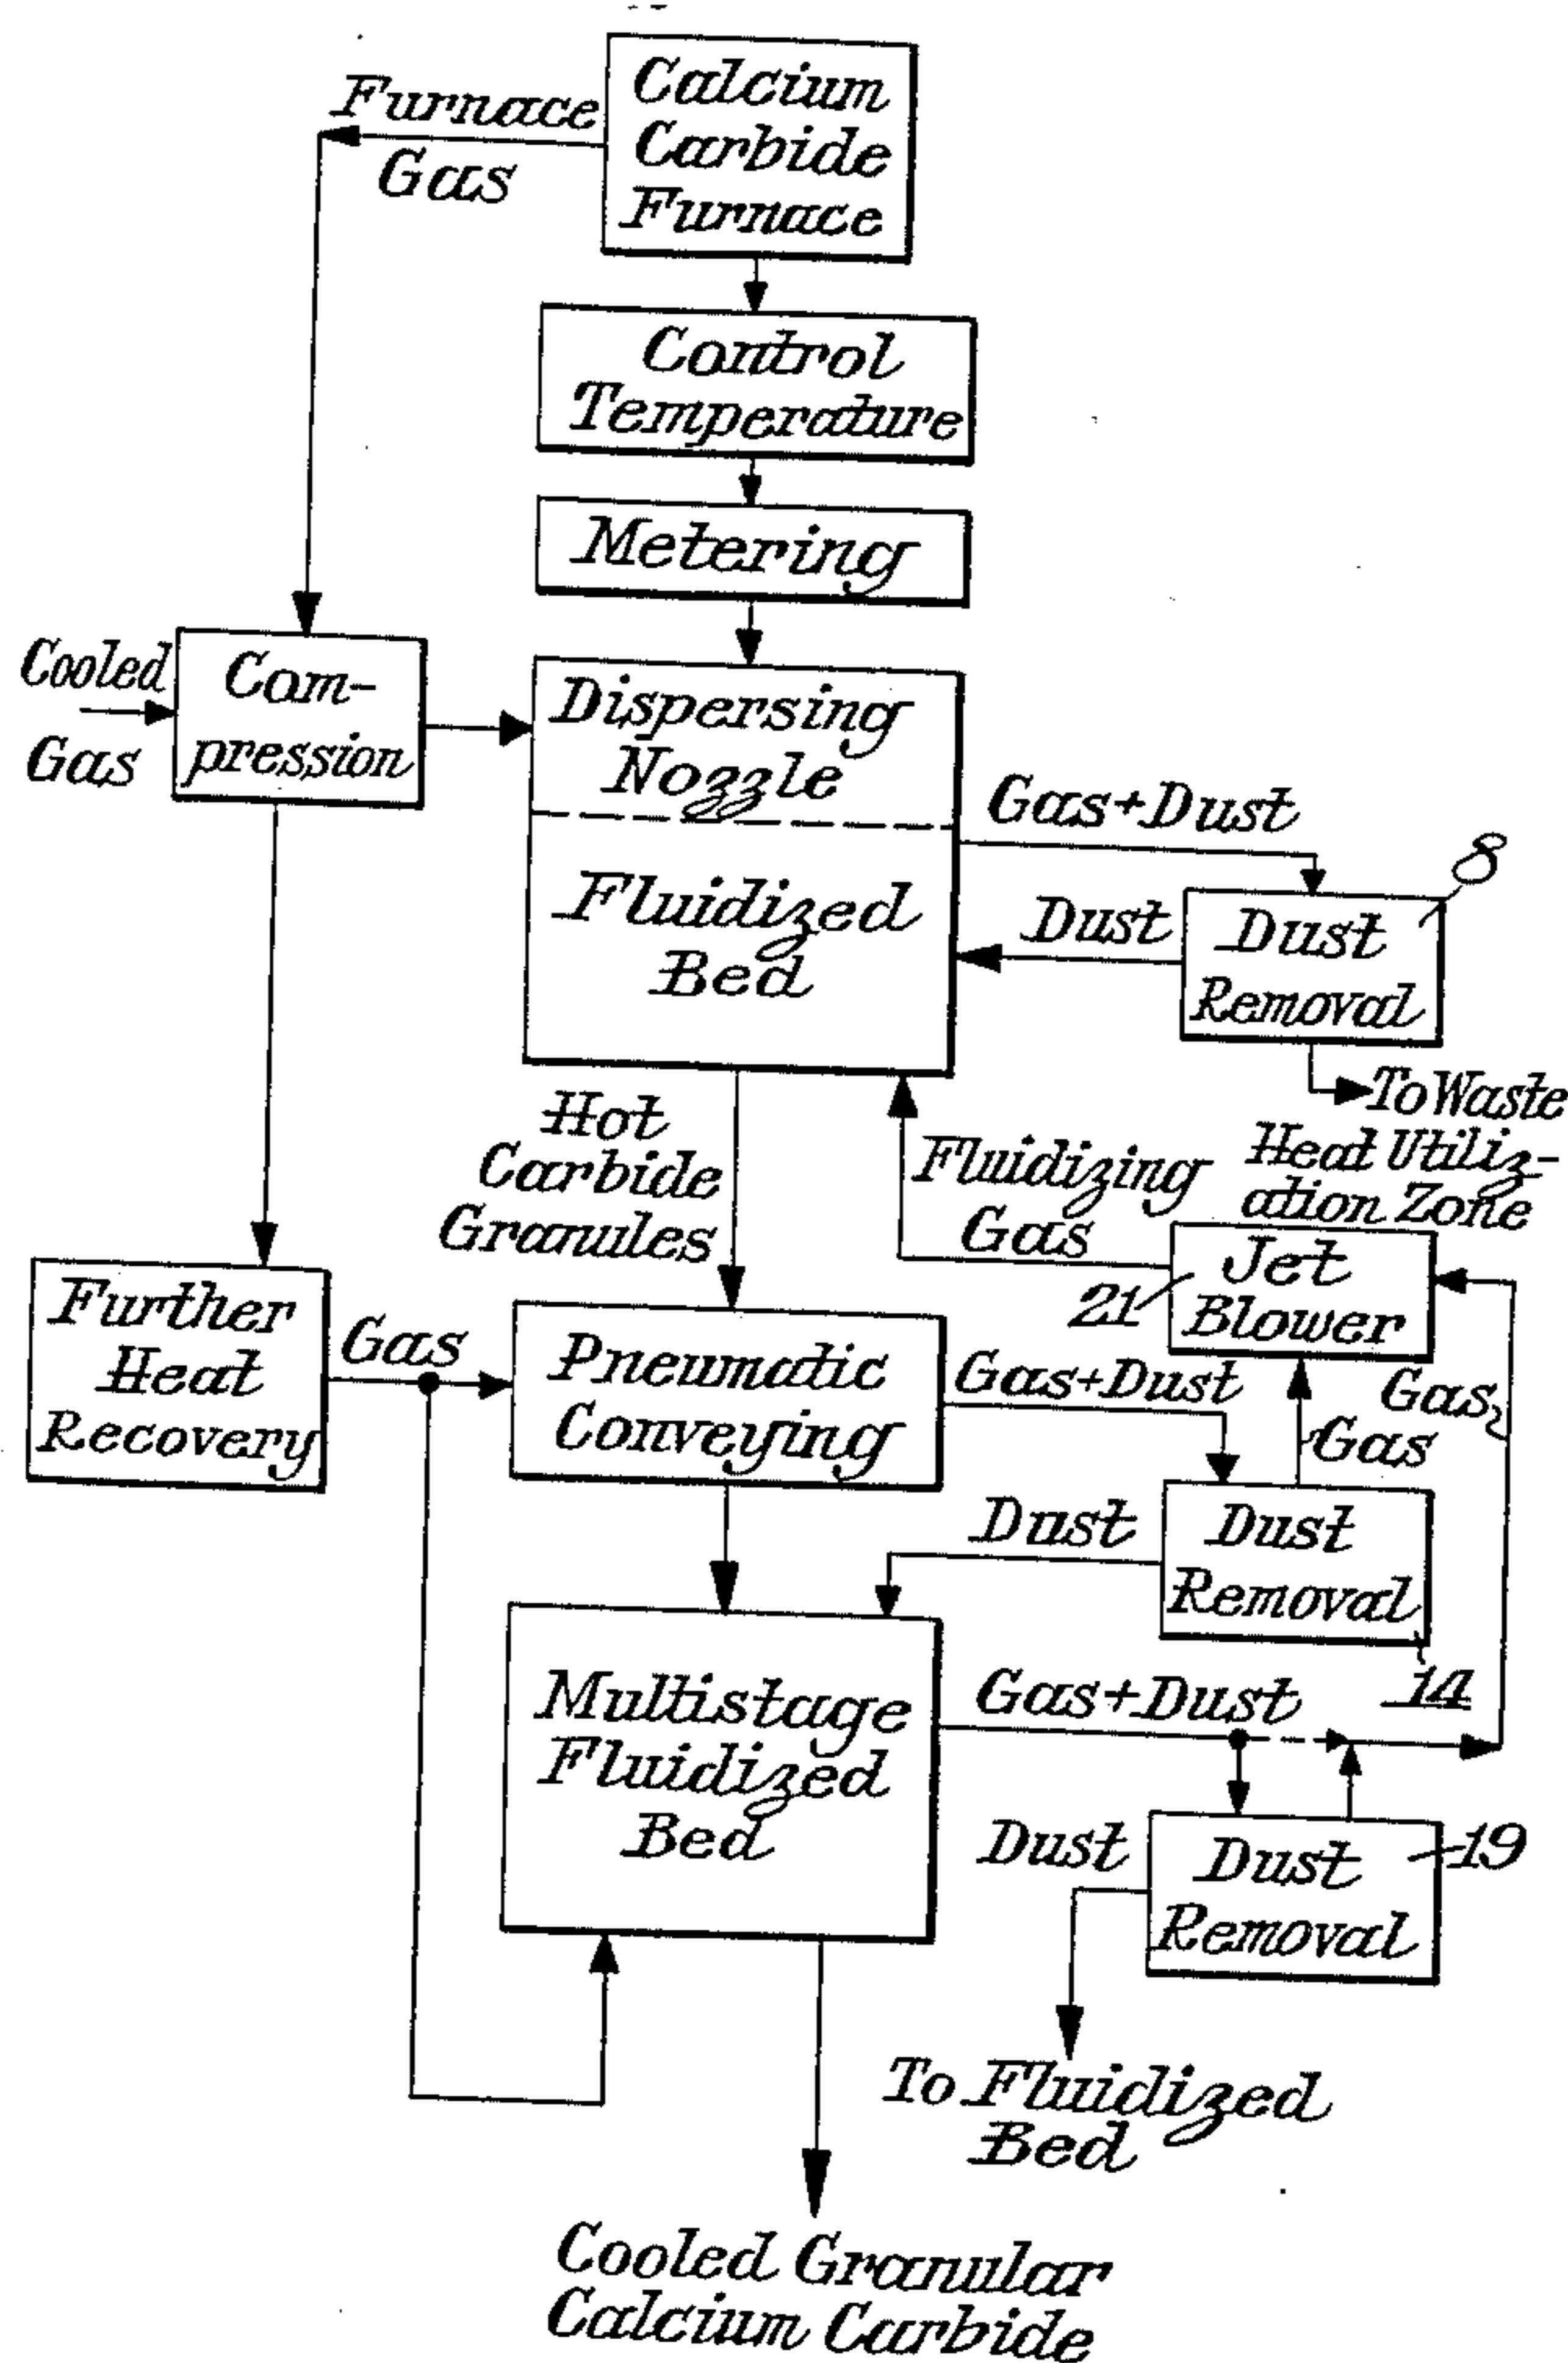 Calcium
Carbide
Furnace
Furnace
Gas
Control
Temperature
Metering
Cooled
Gas
Com-
pression
Dispersing
Nozzle
Gas+Dust
8
Fluidized
Bed
Dust
Dust
Removal
To Waste
Heat Utiliz-
ation Zone
Hot
Carbide
Granules
Fluidizing
Gas
Jet
Blower
21
Further
Heat
Recovery
Gas
Pneumatic
Conveying
Gas+Dust
Gas
Gas
Dust
Dust
Removal
14
Multistage
Fluidized
Bed
Gas+Dust
Dust
Dust
Removal
19
To Fluidized
Bed
Cooled Granular
Calcium Carbide